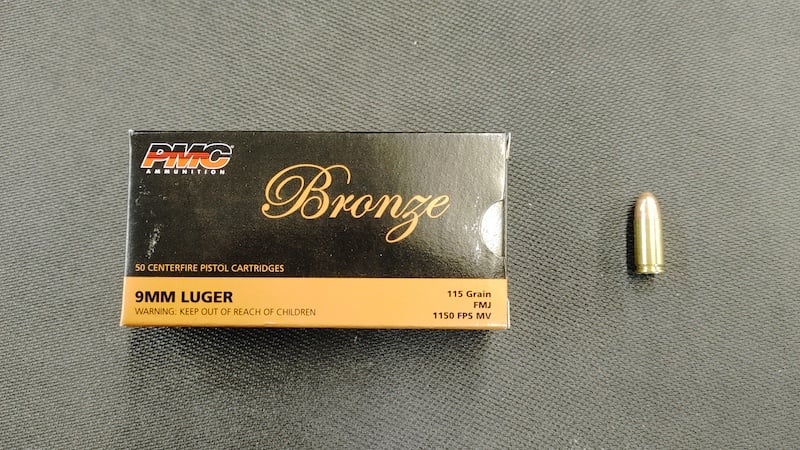 PMC
AMMUNITION
Bronze
50 CENTERFIRE PISTOL CARTRIDGES
9MM LUGER
WARNING: KEEP OUT OF REACH OF CHILDREN
115 Grain
FMJ
1150 FPS MV